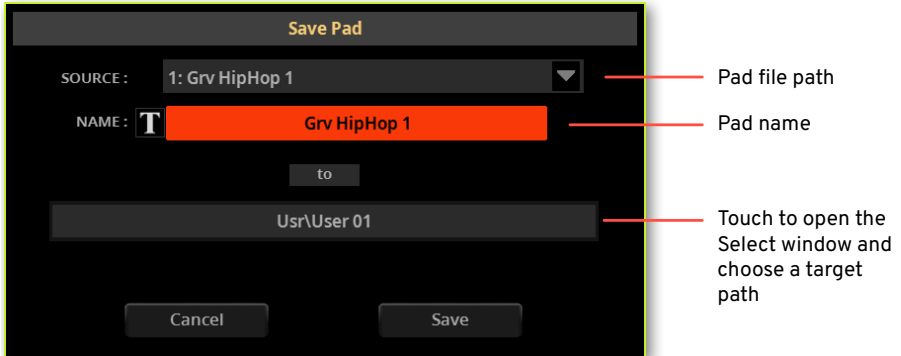 Save Pad
SOURCE: 1: Grv HipHop 1
Pad file path
NAME: T Grv HipHop 1
Pad name
to
Usr\User 01
Touch to open the
Select window and
choose a target
path
Cancel Save